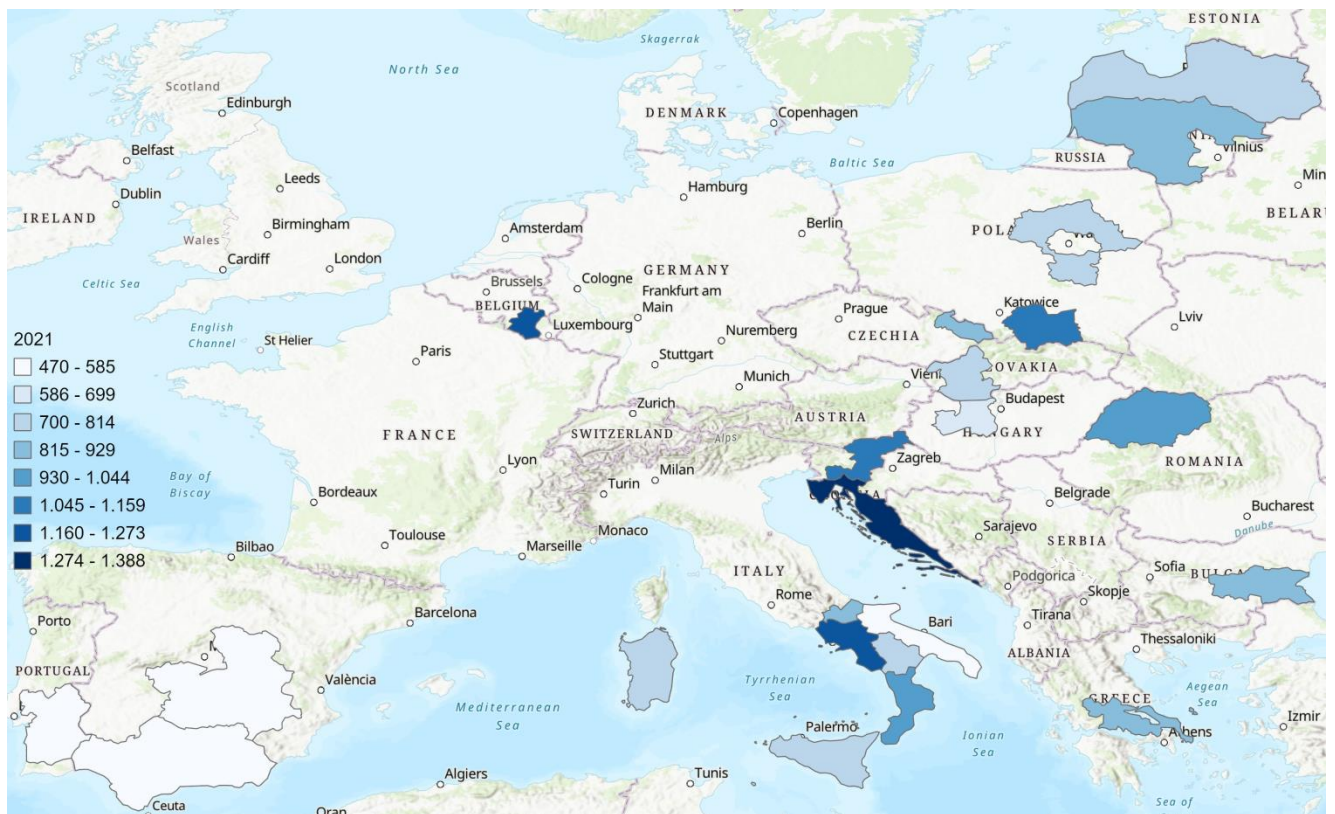 ESTONIA
Skagerrak
North Sea
Scotland
Edinburgh
DENMARK
Copenhagen
Belfast
Baltic Sea
RUSSIA
Vilnius
Leeds
Dublin
Hamburg
IRELAND
Birmingham
Amsterdam
Berlin
Wales
Cardiff
London
Celtic Sea
Brussels
Cologne
GERMANY
BELGIUM
Frankfurt am
Main
Prague
Katowice
Lviv
Luxembourg
English
Channel
St Helier
Nuremberg
CZECHIA
2021
470 - 585
586 - 699
700 - 814
815 - 929
930 - 1.044
1.045 - 1.159
1.160 - 1.273
1.274 - 1.388
Paris
Stuttgart
Munich
Zurich
Budapest
AUSTRIA
FRANCE
SWITZERLAND
Alps
ROMANIA
Lyon
Milan
Zagreb
Turin
Bay of
Biscay
Bordeaux
Belgrade
Bucharest
Danube
Toulouse
Monaco
Sarajevo
SERBIA
Bilbao
Marseille
Podgorica
Sofia
ITALY
Skopje
Rome
Barcelona
Porto
Bari
Tirana
Thessaloniki
PORTUGAL
ALBANIA
València
Tyrrhenian
Sea
Mediterranean
Sea
GREECE
Aegean
Sea
Palermo
Ionian
Sea
Athens
Izmir
Algiers
Tunis
Ceuta
Oran
Sea of